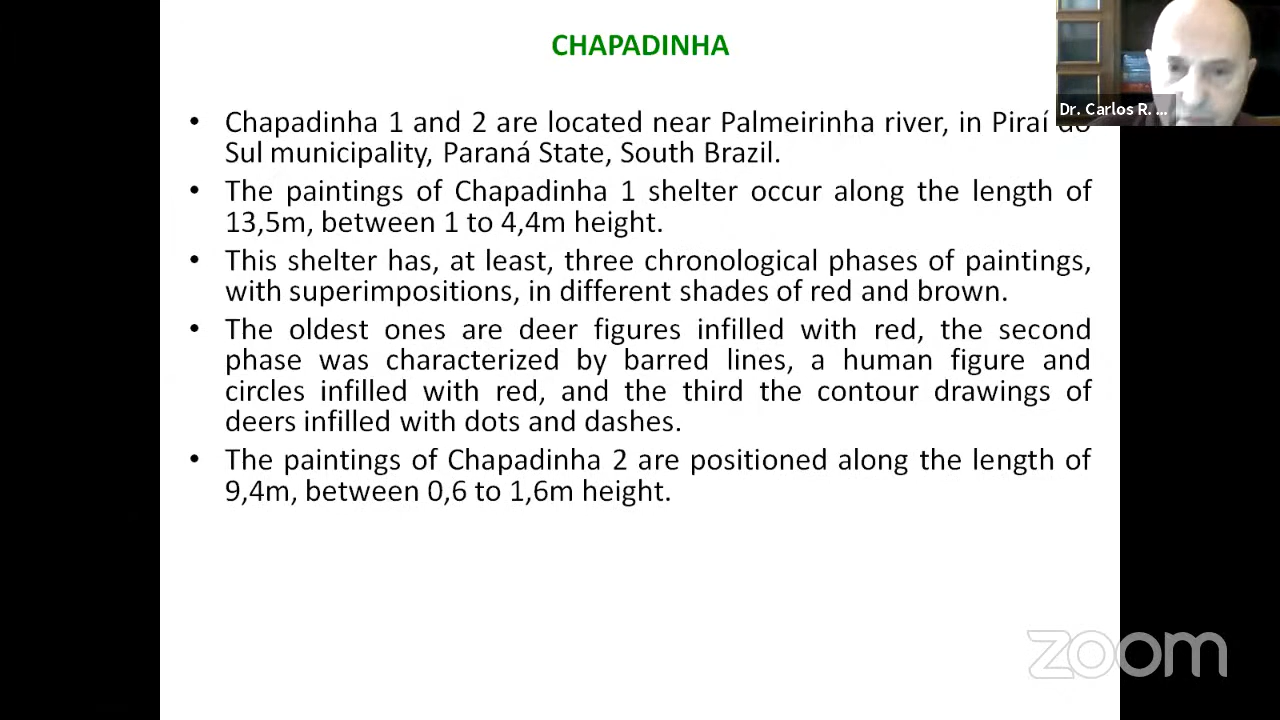 CHAPADINHA
Dr. Carlos R. ...
• Chapadinha 1 and 2 are located near Palmeirinha river, in Piraí do
Sul municipality, Paraná State, South Brazil.
• The paintings of Chapadinha 1 shelter occur along the length of
13,5m, between 1 to 4,4m height.
• This shelter has, at least, three chronological phases of paintings,
with superimpositions, in different shades of red and brown.
• The oldest ones are deer figures infilled with red, the second
phase was characterized by barred lines, a human figure and
circles infilled with red, and the third the contour drawings of
deers infilled with dots and dashes.
• The paintings of Chapadinha 2 are positioned along the length of
9,4m, between 0,6 to 1,6m height.
zoom